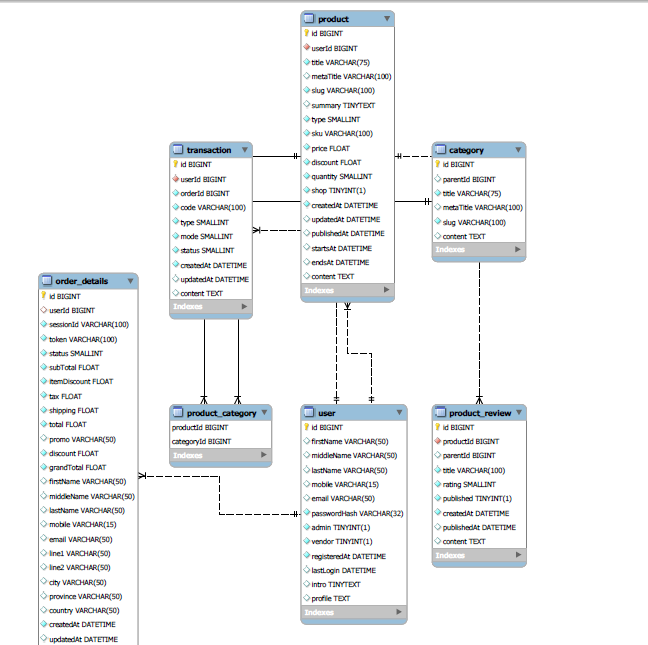 product
id BIGINT
userId BIGINT
title VARCHAR(75)
metaTitle VARCHAR(100)
slug VARCHAR(100)
summary TINYTEXT
type SMALLINT
sku VARCHAR(100)
price FLOAT
discount FLOAT
quantity SMALLINT
shop TINYINT(1)
createdAt DATETIME
updatedAt DATETIME
publishedAt DATETIME
startsAt DATETIME
endsAt DATETIME
content TEXT
Indexes
transaction
id BIGINT
userId BIGINT
orderId BIGINT
code VARCHAR(100)
type SMALLINT
mode SMALLINT
status SMALLINT
createdAt DATETIME
updatedAt DATETIME
content TEXT
Indexes
category
id BIGINT
parentId BIGINT
title VARCHAR(75)
metaTitle VARCHAR(100)
slug VARCHAR(100)
content TEXT
Indexes
order_details
id BIGINT
userId BIGINT
sessionId VARCHAR(100)
token VARCHAR(100)
status SMALLINT
subTotal FLOAT
itemDiscount FLOAT
tax FLOAT
shipping FLOAT
total FLOAT
promo VARCHAR(50)
discount FLOAT
grandTotal FLOAT
firstName VARCHAR(50)
middleName VARCHAR(50)
lastName VARCHAR(50)
mobile VARCHAR(15)
email VARCHAR(50)
line1 VARCHAR(50)
line2 VARCHAR(50)
city VARCHAR(50)
province VARCHAR(50)
country VARCHAR(50)
createdAt DATETIME
updatedAt DATETIME
product_category
productId BIGINT
categoryId BIGINT
Indexes
user
id BIGINT
firstName VARCHAR(50)
middleName VARCHAR(50)
lastName VARCHAR(50)
mobile VARCHAR(15)
email VARCHAR(50)
passwordHash VARCHAR(32)
admin TINYINT(1)
vendor TINYINT(1)
registeredAt DATETIME
lastLogin DATETIME
intro TINYTEXT
profile TEXT
Indexes
product_review
id BIGINT
productId BIGINT
parentId BIGINT
title VARCHAR(100)
rating SMALLINT
published TINYINT(1)
createdAt DATETIME
publishedAt DATETIME
content TEXT
Indexes